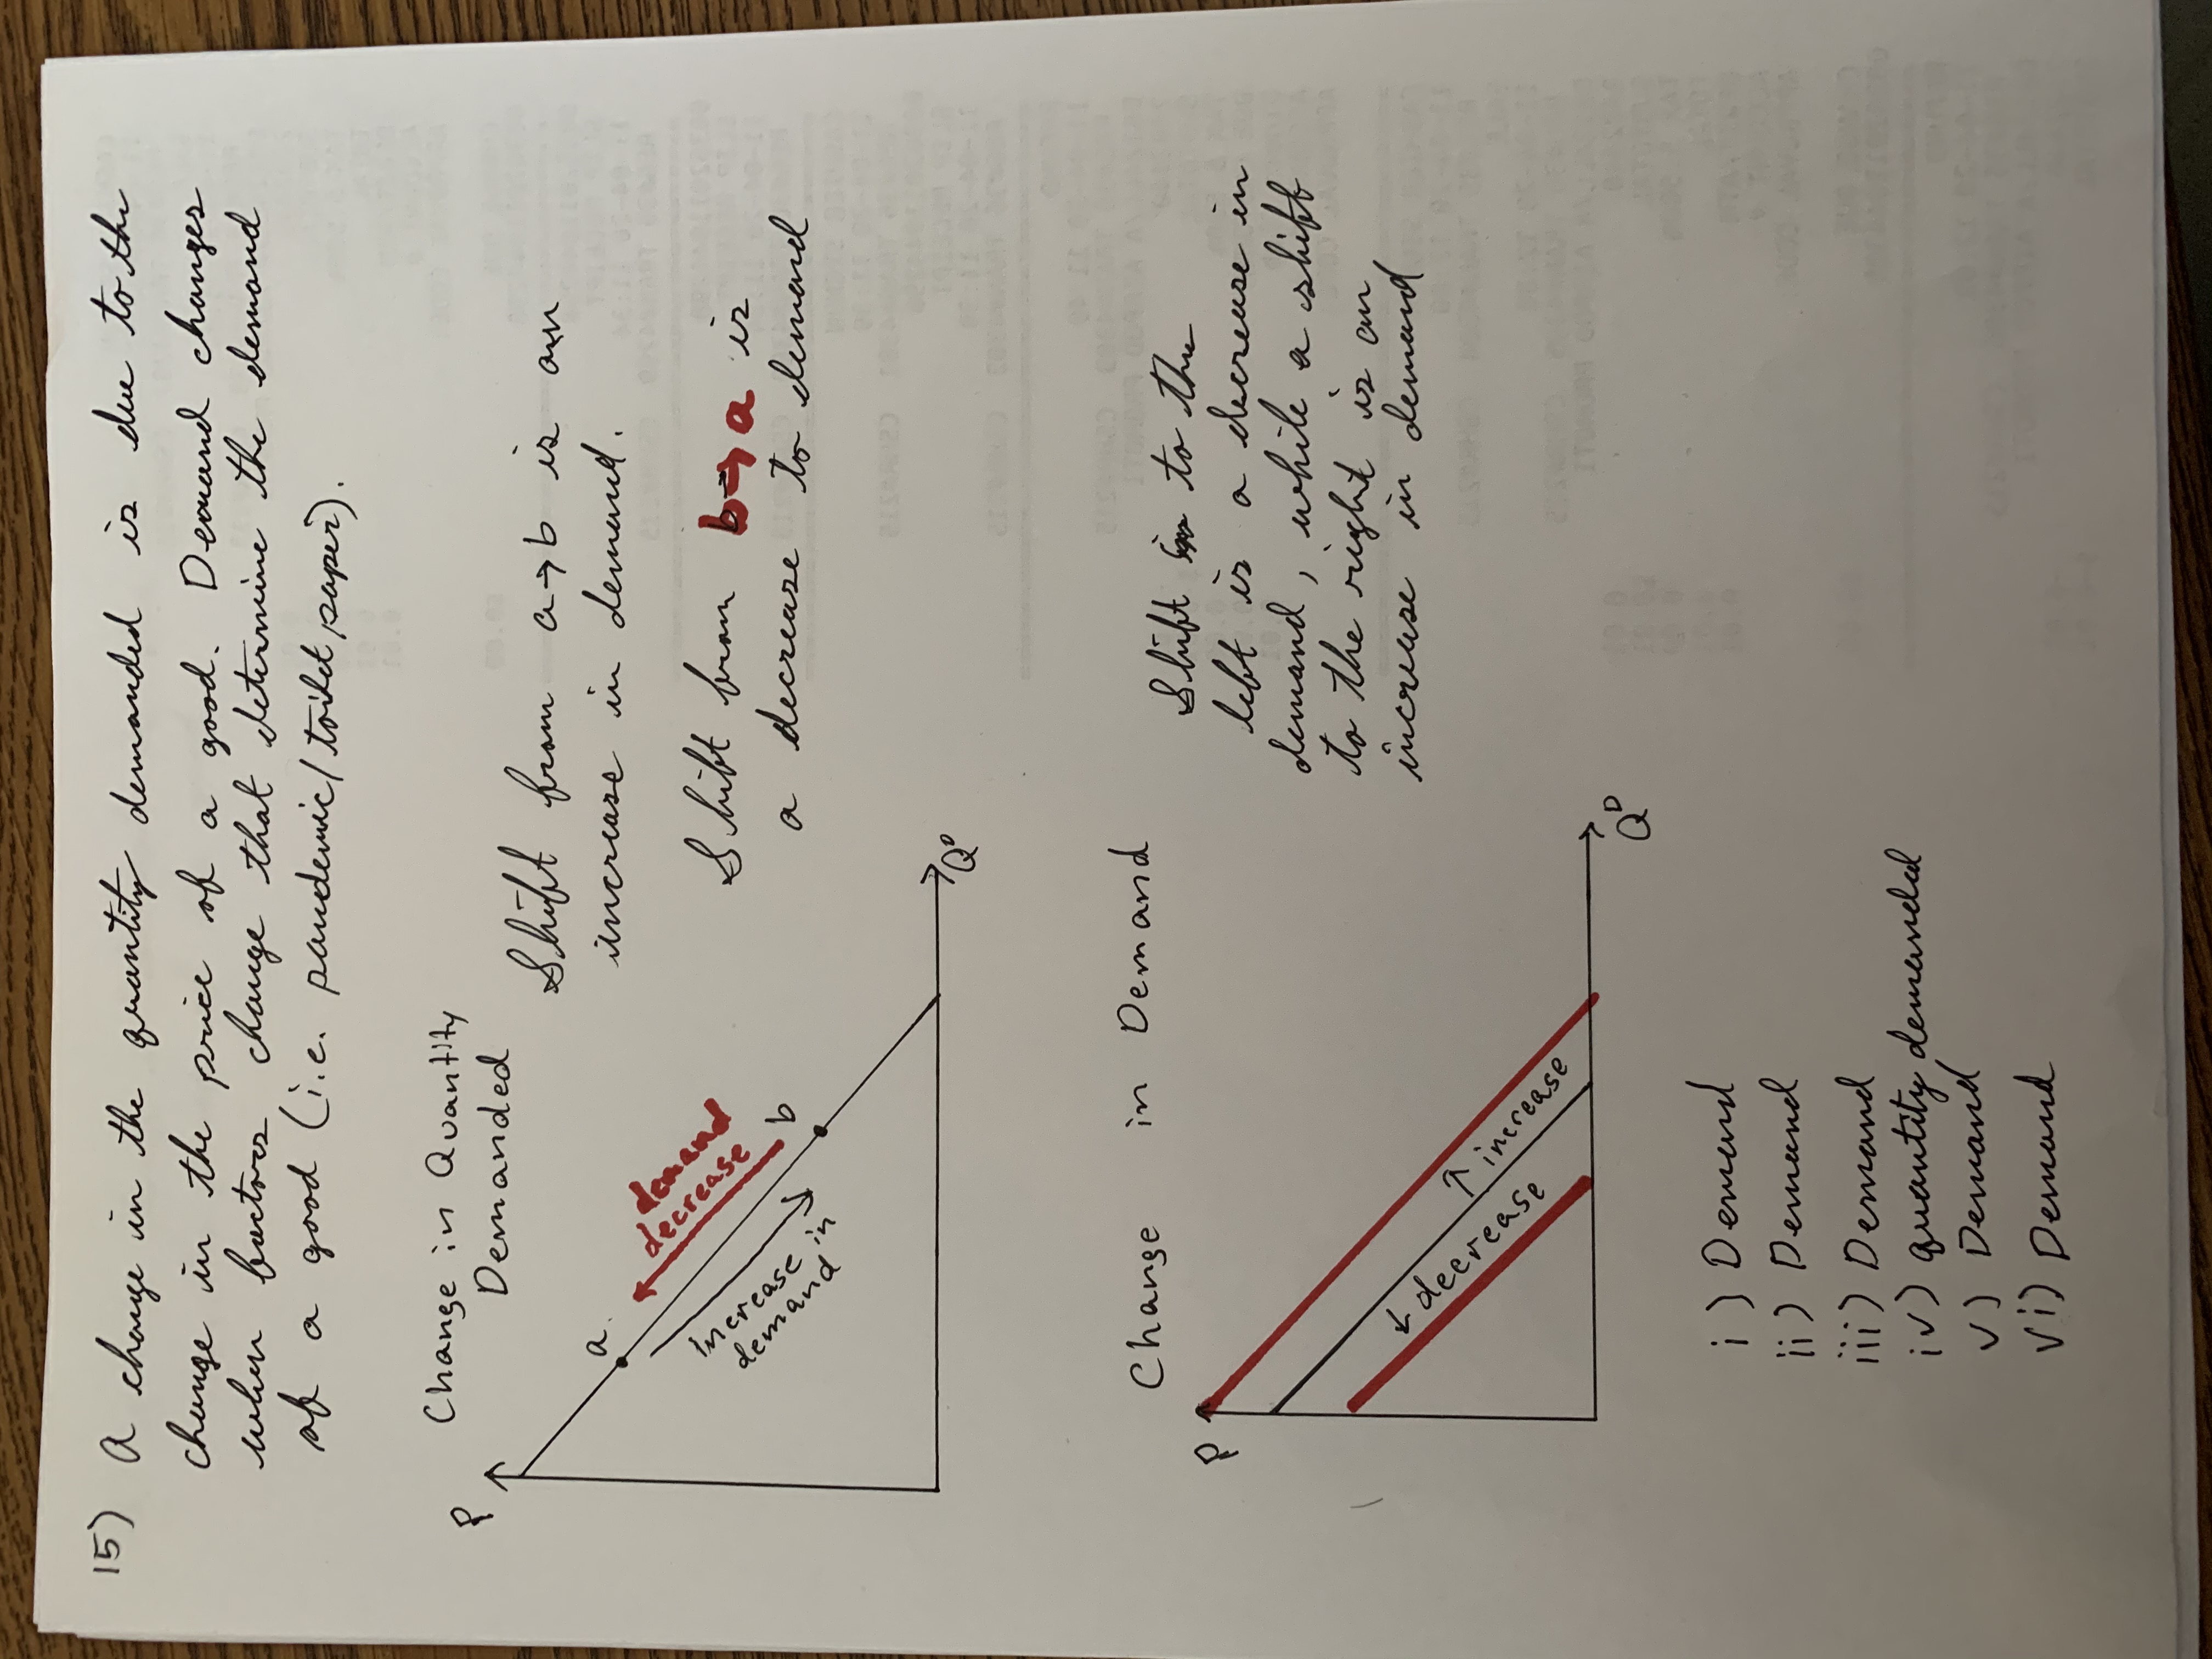 15) A change in the quantity demanded is due to the
change in the price of a good. Demand changes
when factors change that determine the demand
of a good (i.e. pandemic/toilet paper).
Change in Quantity
Demanded
P
a
b
demand
decrease
Increase in
demand
Q^D
Shift from a→b is an
increase in demand.
Shift from b→a is
a decrease to demand
Change in Demand
P
↓ decrease
↑ increase
Q^D
Shift to the
left is a decrease in
demand, while a shift
to the right is an
increase in demand
i) Demand
ii) Demand
iii) Demand
iv) quantity demanded
v) Demand
vi) Demand